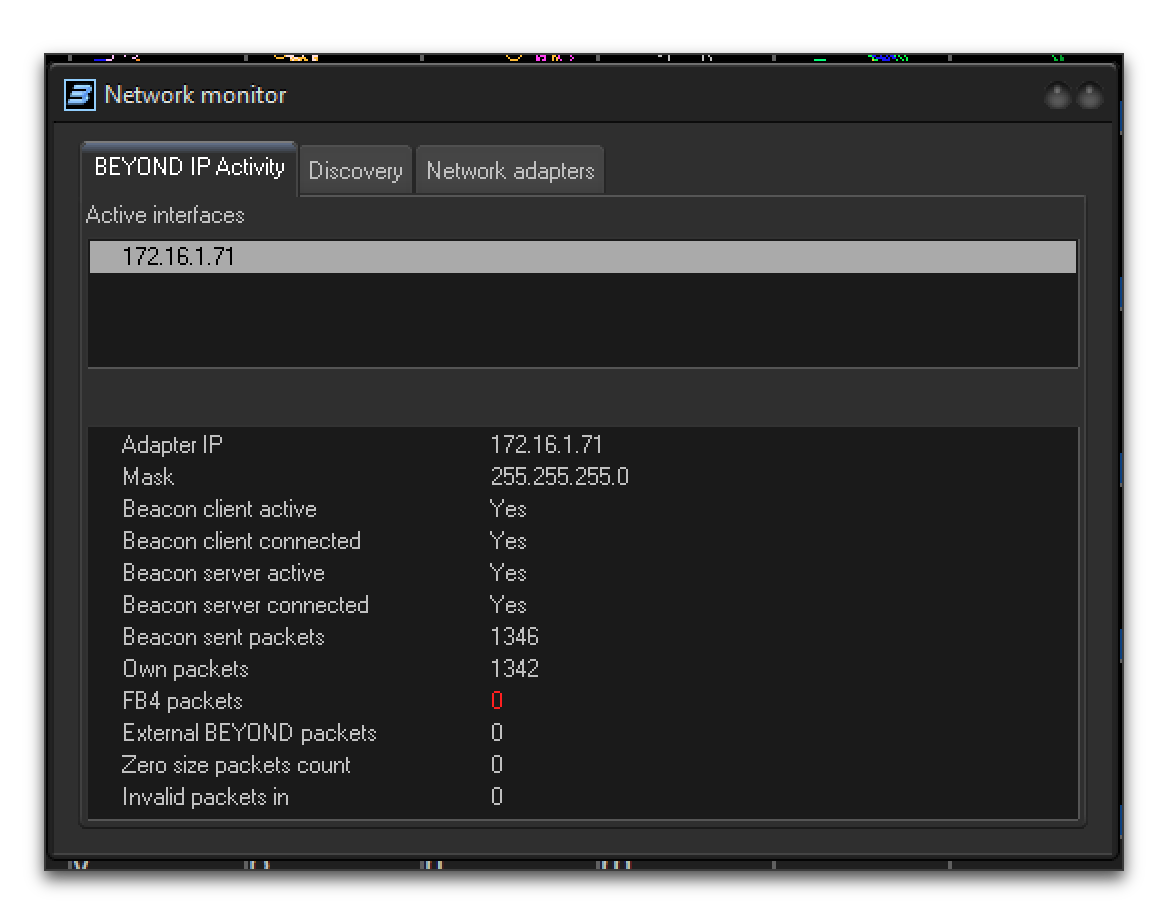 Network monitor
BEYOND IP Activity Discovery Network adapters
Active interfaces
172.16.1.71
Adapter IP 172.16.1.71
Mask 255.255.255.0
Beacon client active Yes
Beacon client connected Yes
Beacon server active Yes
Beacon server connected Yes
Beacon sent packets 1346
Own packets 1342
FB4 packets 0
External BEYOND packets 0
Zero size packets count 0
Invalid packets in 0